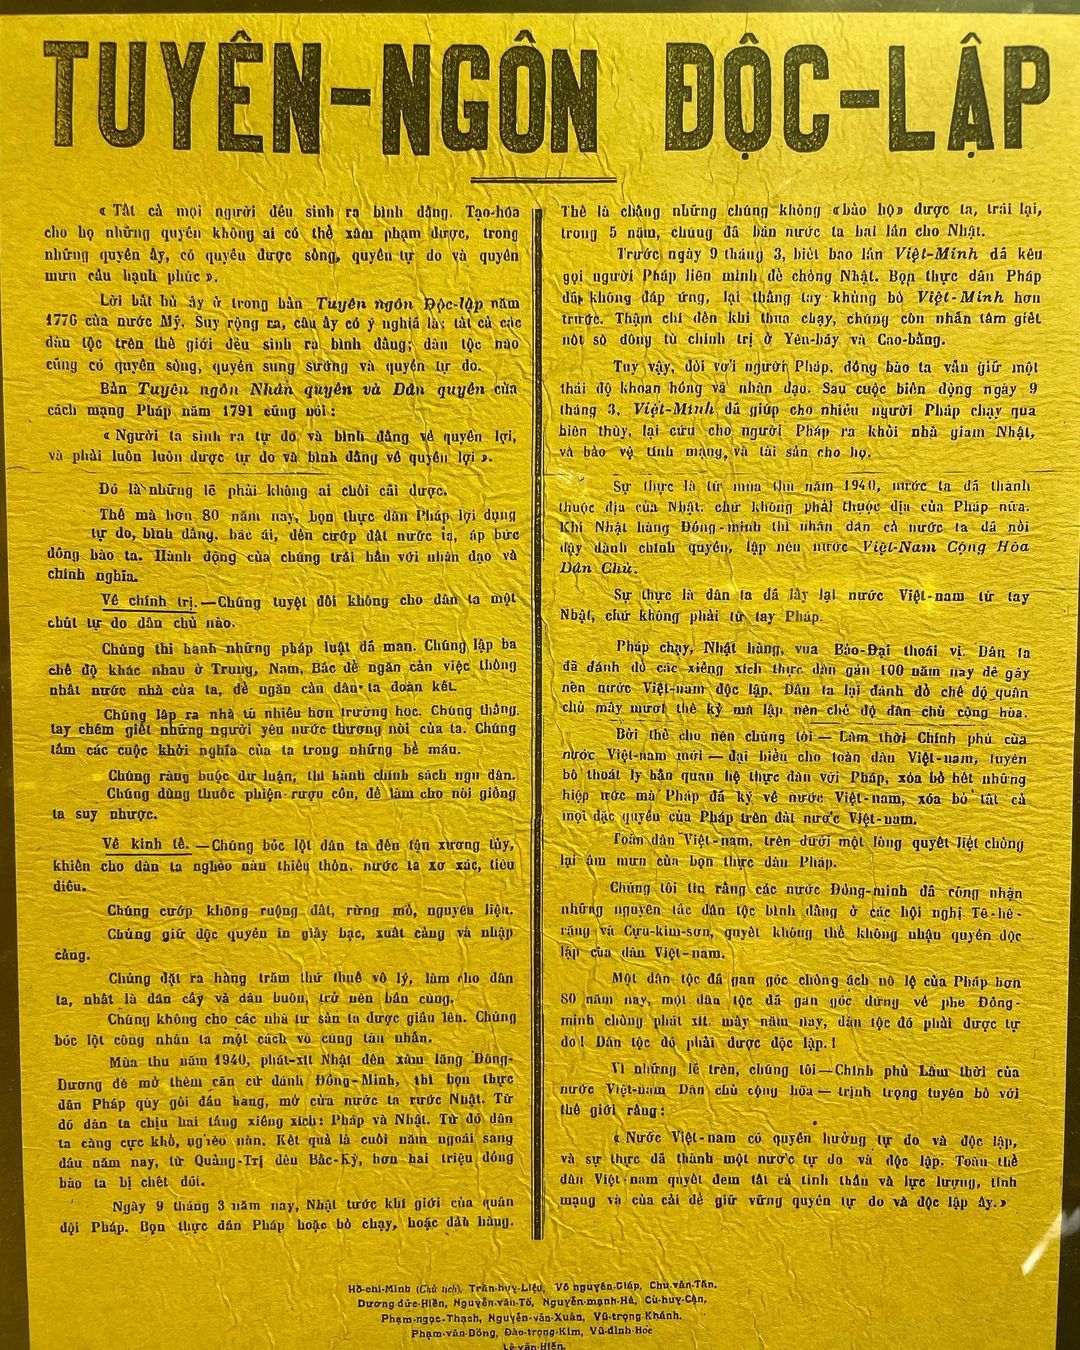 TUYÊN-NGÔN ĐỘC-LẬP
« Tất cả mọi người đều sinh ra bình đẳng. Tạo-hóa
cho họ những quyền không ai có thể xâm phạm được, trong
những quyền ấy, có quyền được sống, quyền tự do và quyền
mưu cầu hạnh phúc ».
Lời bất hủ ấy ở trong bản Tuyên ngôn Độc-lập năm
1776 của nước Mỹ. Suy rộng ra, câu ấy có ý nghĩa là: tất cả các
dân tộc trên thế giới đều sinh ra bình đẳng; dân tộc nào
cũng có quyền sống, quyền sung sướng và quyền tự do.
Bản Tuyên ngôn Nhân quyền và Dân quyền của
cách mạng Pháp năm 1791 cũng nói :
« Người ta sinh ra tự do và bình đẳng về quyền lợi,
và phải luôn luôn được tự do và bình đẳng về quyền lợi ».
Đó là những lẽ phải không ai chối cãi được.
Thế mà hơn 80 năm nay, bọn thực dân Pháp lợi dụng
tự do, bình đẳng, bác ái, đến cướp đất nước ta, áp bức
đồng bào ta. Hành động của chúng trái hẳn với nhân đạo và
chính nghĩa.
Về chính trị. — Chúng tuyệt đối không cho dân ta một
chút tự do dân chủ nào.
Chúng thi hành những pháp luật dã man. Chúng lập ba
chế độ khác nhau ở Trung, Nam, Bắc để ngăn cản việc thống
nhất nước nhà của ta, để ngăn cản dân ta đoàn kết.
Chúng lập ra nhà tù nhiều hơn trường học. Chúng thẳng
tay chém giết những người yêu nước thương nòi của ta. Chúng
tắm các cuộc khởi nghĩa của ta trong những bể máu.
Chúng ràng buộc dư luận, thi hành chính sách ngu dân.
Chúng dùng thuốc phiện rượu cồn, để làm cho nòi giống
ta suy nhược.
Về kinh tế. — Chúng bóc lột dân ta đến tận xương tủy,
khiến cho dân ta nghèo nàn thiếu thốn, nước ta xơ xác, tiêu
điều.
Chúng cướp không ruộng đất, rừng mỏ, nguyên liệu.
Chúng giữ độc quyền in giấy bạc, xuất cảng và nhập
cảng.
Chúng đặt ra hàng trăm thứ thuế vô lý, làm cho dân
ta, nhất là dân cầy và dân buôn, trở nên bần cùng.
Chúng không cho các nhà tư sản ta được giầu lên. Chúng
bóc lột công nhân ta một cách vô cùng tàn nhẫn.
Mùa thu năm 1940, phát-xít Nhật đến xâm lăng Đông-
Dương để mở thêm căn cứ đánh Đồng-Minh, thì bọn thực
dân Pháp qùy gối đầu hàng, mở cửa nước ta rước Nhật. Từ
đó dân ta chịu hai tầng xiềng xích: Pháp và Nhật. Từ đó dân
ta càng cực khổ, nghèo nàn. Kết quả là cuối năm ngoái sang
đầu năm nay, từ Quảng-Trị đến Bắc-Kỳ, hơn hai triệu đồng
bào ta bị chết đói.
Ngày 9 tháng 3 năm nay, Nhật tước khí giới của quân
đội Pháp. Bọn thực dân Pháp hoặc bỏ chạy, hoặc đầu hàng.
Thế là chẳng những chúng không «bảo hộ» được ta, trái lại,
trong 5 năm, chúng đã bán nước ta hai lần cho Nhật.
Trước ngày 9 tháng 3, biết bao lần Việt-Minh đã kêu
gọi người Pháp liên minh để chống Nhật. Bọn thực dân Pháp
đã không đáp ứng, lại thẳng tay khủng bố Việt-Minh hơn
trước. Thậm chí đến khi thua chạy, chúng còn nhẫn tâm giết
nốt số đông tù chính trị ở Yên-báy và Cao-bằng.
Tuy vậy, đối với người Pháp, đồng bào ta vẫn giữ một
thái độ khoan hồng và nhân đạo. Sau cuộc biến động ngày 9
tháng 3, Việt-Minh đã giúp cho nhiều người Pháp chạy qua
biên thùy, lại cứu cho người Pháp ra khỏi nhà giam Nhật,
và bảo vệ tính mạng, và tài sản cho họ.
Sự thực là từ mùa thu năm 1940, nước ta đã thành
thuộc địa của Nhật, chứ không phải thuộc địa của Pháp nữa.
Khi Nhật hàng Đồng-minh thì nhân dân cả nước ta đã nổi
dậy dành chính quyền, lập nên nước Việt-Nam Cộng Hòa
Dân Chủ.
Sự thực là dân ta đã lấy lại nước Việt-nam từ tay
Nhật, chứ không phải từ tay Pháp.
Pháp chạy, Nhật hàng, vua Bảo-Đại thoái vị. Dân ta
đã đánh đổ các xiềng xích thực dân gần 100 năm nay để gây
nên nước Việt-nam độc lập. Dân ta lại đánh đổ chế độ quân
chủ mấy mươi thế kỷ mà lập nên chế độ dân chủ cộng hòa.
Bởi thế cho nên chúng tôi — Lâm thời Chính phủ của
nước Việt-nam mới — đại biểu cho toàn dân Việt-nam, tuyên
bố thoát ly hẳn quan hệ thực dân với Pháp, xóa bỏ hết những
hiệp ước mà Pháp đã ký về nước Việt-nam, xóa bỏ tất cả
mọi đặc quyền của Pháp trên đất nước Việt-nam.
Toàn dân Việt-nam, trên dưới một lòng quyết liệt chống
lại âm mưu của bọn thực dân Pháp.
Chúng tôi tin rằng các nước Đồng-minh đã công nhận
những nguyên tắc dân tộc bình đẳng ở các hội nghị Tê-hê-
răng và Cựu-kim-sơn, quyết không thể không nhận quyền độc
lập của dân Việt-nam.
Một dân tộc đã gan góc chống ách nô lệ của Pháp hơn
80 năm nay, một dân tộc đã gan góc đứng về phe Đồng-
minh chống phát xít mấy năm nay, dân tộc đó phải được tự
do! Dân tộc đó phải được độc lập.!
Vì những lẽ trên, chúng tôi — Chính phủ Lâm thời của
nước Việt-nam Dân chủ cộng hòa — trịnh trọng tuyên bố với
thế giới rằng :
« Nước Việt-nam có quyền hưởng tự do và độc lập,
và sự thực đã thành một nước tự do và độc lập. Toàn thể
dân Việt-nam quyết đem tất cả tinh thần và lực lượng, tính
mạng và của cải để giữ vững quyền tự do và độc lập ấy.»
Hồ-chí-Minh (Chủ tịch), Trần-huy-Liệu, Võ nguyên-Giáp, Chu-văn-Tấn,
Dương-đức-Hiền, Nguyễn-văn-Tố, Nguyễn-mạnh-Hà, Cù-huy-Cận,
Phạm-ngọc-Thạch, Nguyễn-văn-Xuân, Vũ-trọng-Khánh,
Phạm-văn-Đồng, Đào-trọng-Kim, Vũ-đình-Hoè
Lê-văn-Hiến.